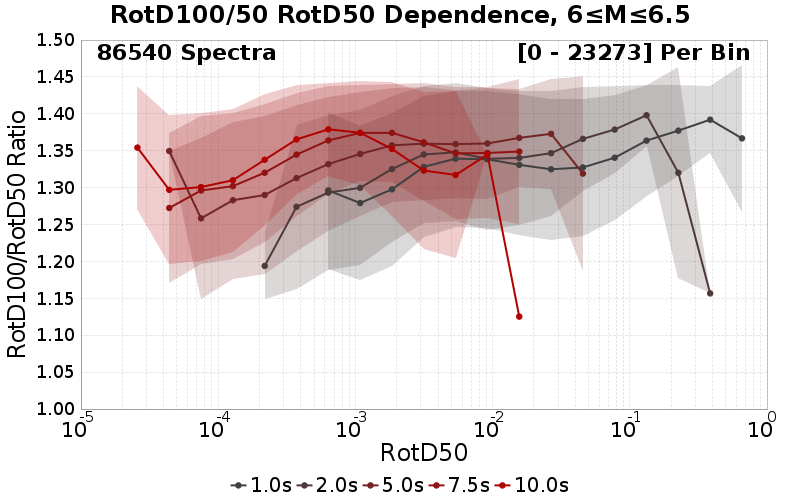 RotD100/50 RotD50 Dependence, 6≤M≤6.5
86540 Spectra
[0 - 23273] Per Bin
RotD100/RotD50 Ratio
1.50
1.45
1.40
1.35
1.30
1.25
1.20
1.15
1.10
1.05
1.00
10^-5 10^-4 10^-3 10^-2 10^-1 10^0
RotD50
1.0s 2.0s 5.0s 7.5s 10.0s